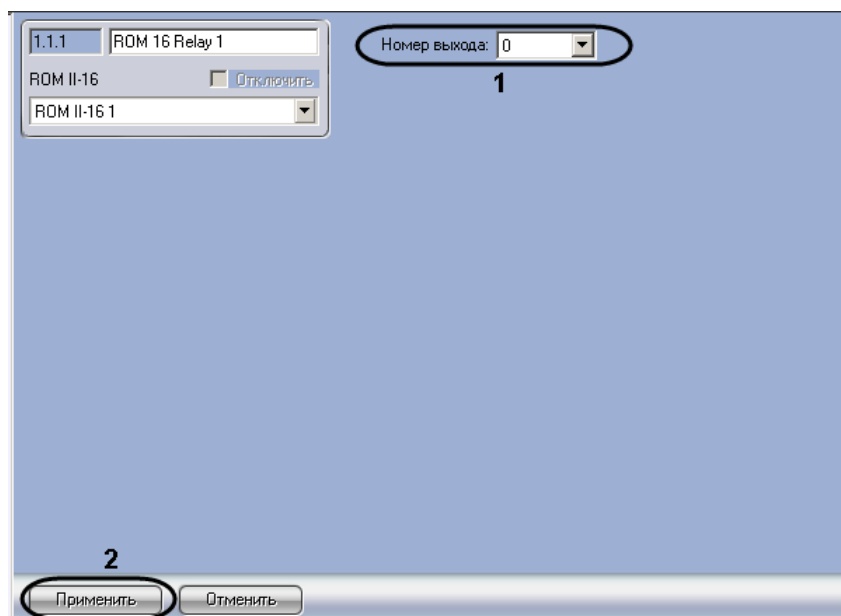 1.1.1 ROM 16 Relay 1
Номер выхода: 0
1
ROM II-16 Отключить
ROM II-16 1
2
Применить Отменить